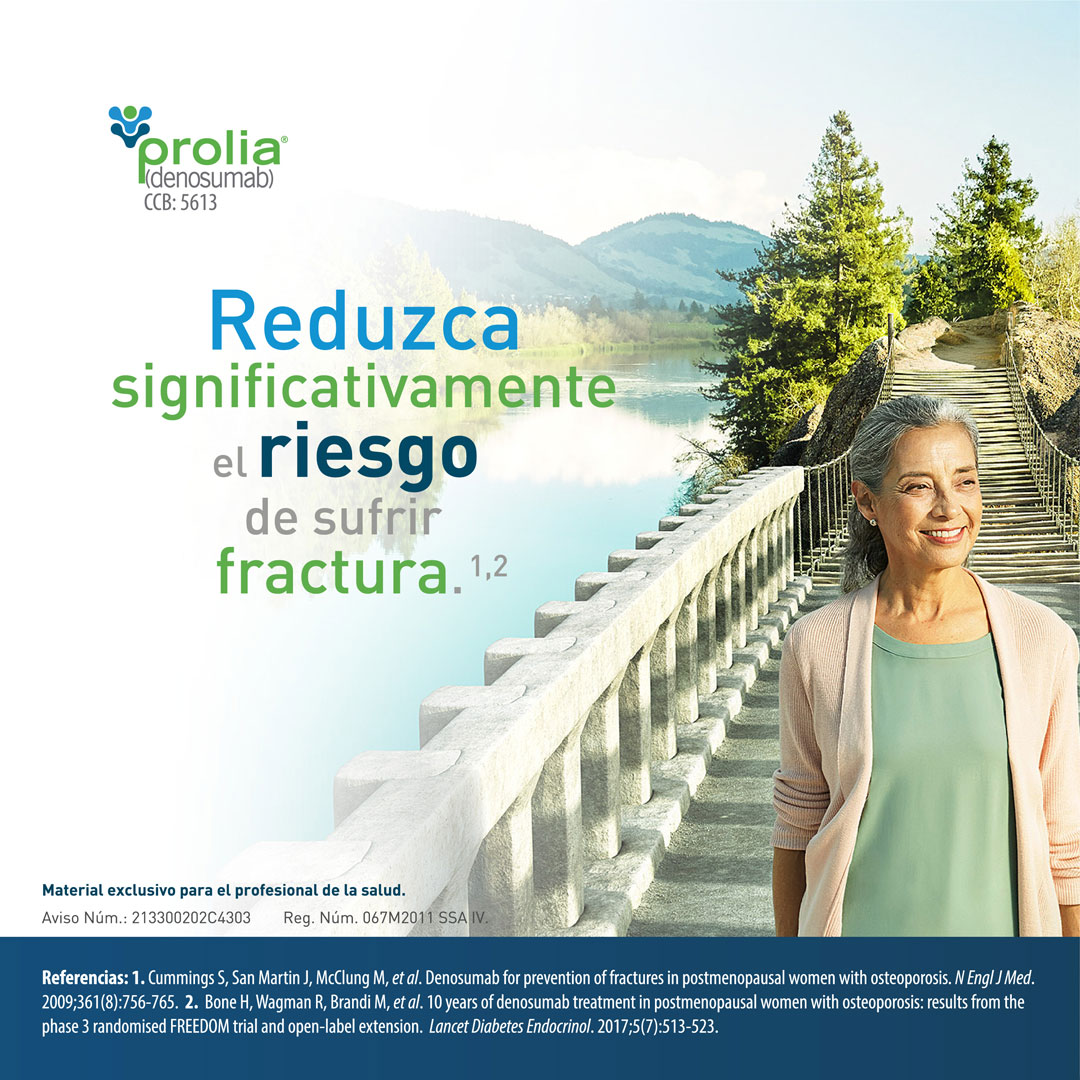 prolia®
(denosumab)
CCB: 5613
Reduzca
significativamente
el riesgo
de sufrir
fractura.1,2
Material exclusivo para el profesional de la salud.
Aviso Núm.: 213300202C4303 Reg. Núm. 067M2011 SSA IV.
Referencias: 1. Cummings S, San Martin J, McClung M, et al. Denosumab for prevention of fractures in postmenopausal women with osteoporosis. N Engl J Med.
2009;361(8):756-765. 2. Bone H, Wagman R, Brandi M, et al. 10 years of denosumab treatment in postmenopausal women with osteoporosis: results from the
phase 3 randomised FREEDOM trial and open-label extension. Lancet Diabetes Endocrinol. 2017;5(7):513-523.